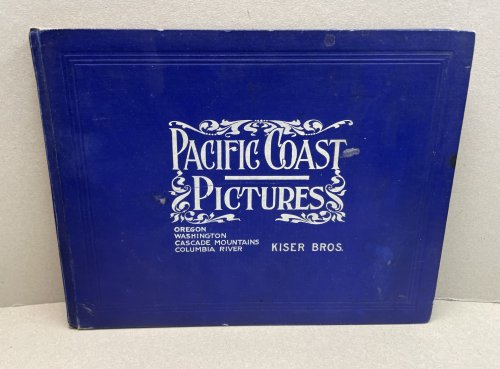 PACIFIC COAST
PICTURES
OREGON
WASHINGTON
CASCADE MOUNTAINS
COLUMBIA RIVER
KISER BROS.